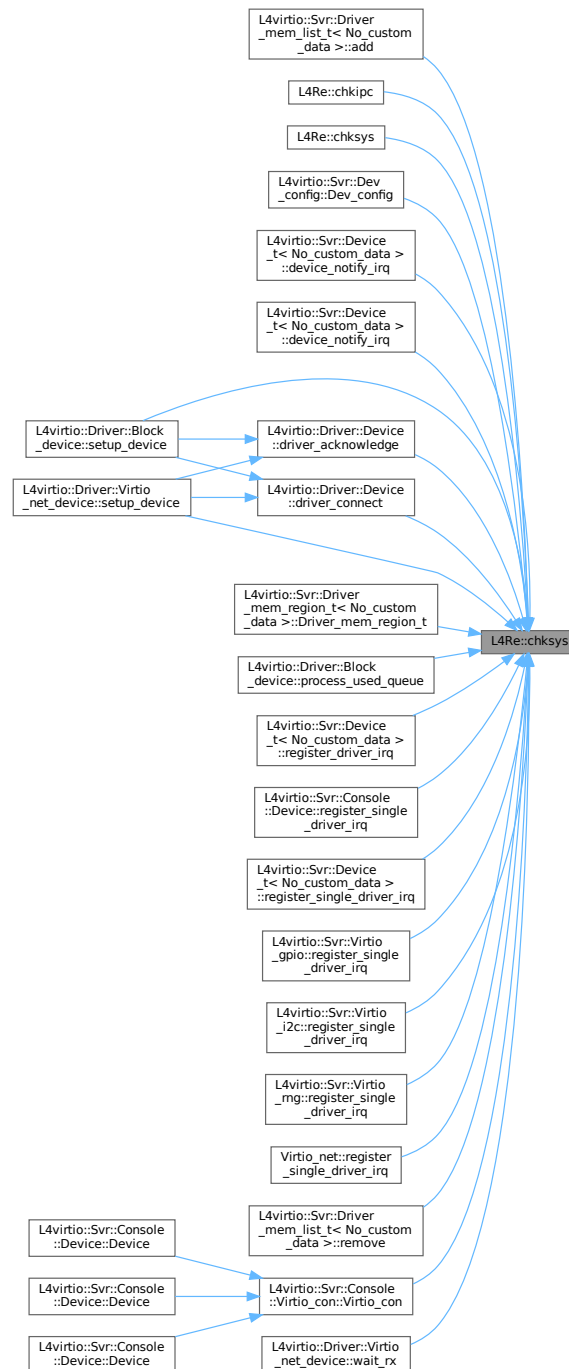 L4virtio::Svr::Driver
_mem_list_t< No_custom
_data >::add
L4Re::chkipc
L4Re::chksys
L4virtio::Svr::Dev
_config::Dev_config
L4virtio::Svr::Device
_t< No_custom_data >
::device_notify_irq
L4virtio::Svr::Device
_t< No_custom_data >
::device_notify_irq
L4virtio::Driver::Block
_device::setup_device
L4virtio::Driver::Device
::driver_acknowledge
L4virtio::Driver::Virtio
_net_device::setup_device
L4virtio::Driver::Device
::driver_connect
L4virtio::Svr::Driver
_mem_region_t< No_custom
_data >::Driver_mem_region_t
L4Re::chksys
L4virtio::Driver::Block
_device::process_used_queue
L4virtio::Svr::Device
_t< No_custom_data >
::register_driver_irq
L4virtio::Svr::Console
::Device::register_single
_driver_irq
L4virtio::Svr::Device
_t< No_custom_data >
::register_single_driver_irq
L4virtio::Svr::Virtio
_gpio::register_single
_driver_irq
L4virtio::Svr::Virtio
_i2c::register_single
_driver_irq
L4virtio::Svr::Virtio
_rng::register_single
_driver_irq
Virtio_net::register
_single_driver_irq
L4virtio::Svr::Driver
_mem_list_t< No_custom
_data >::remove
L4virtio::Svr::Console
::Device::Device
L4virtio::Svr::Console
::Device::Device
L4virtio::Svr::Console
::Virtio_con::Virtio_con
L4virtio::Svr::Console
::Device::Device
L4virtio::Driver::Virtio
_net_device::wait_rx